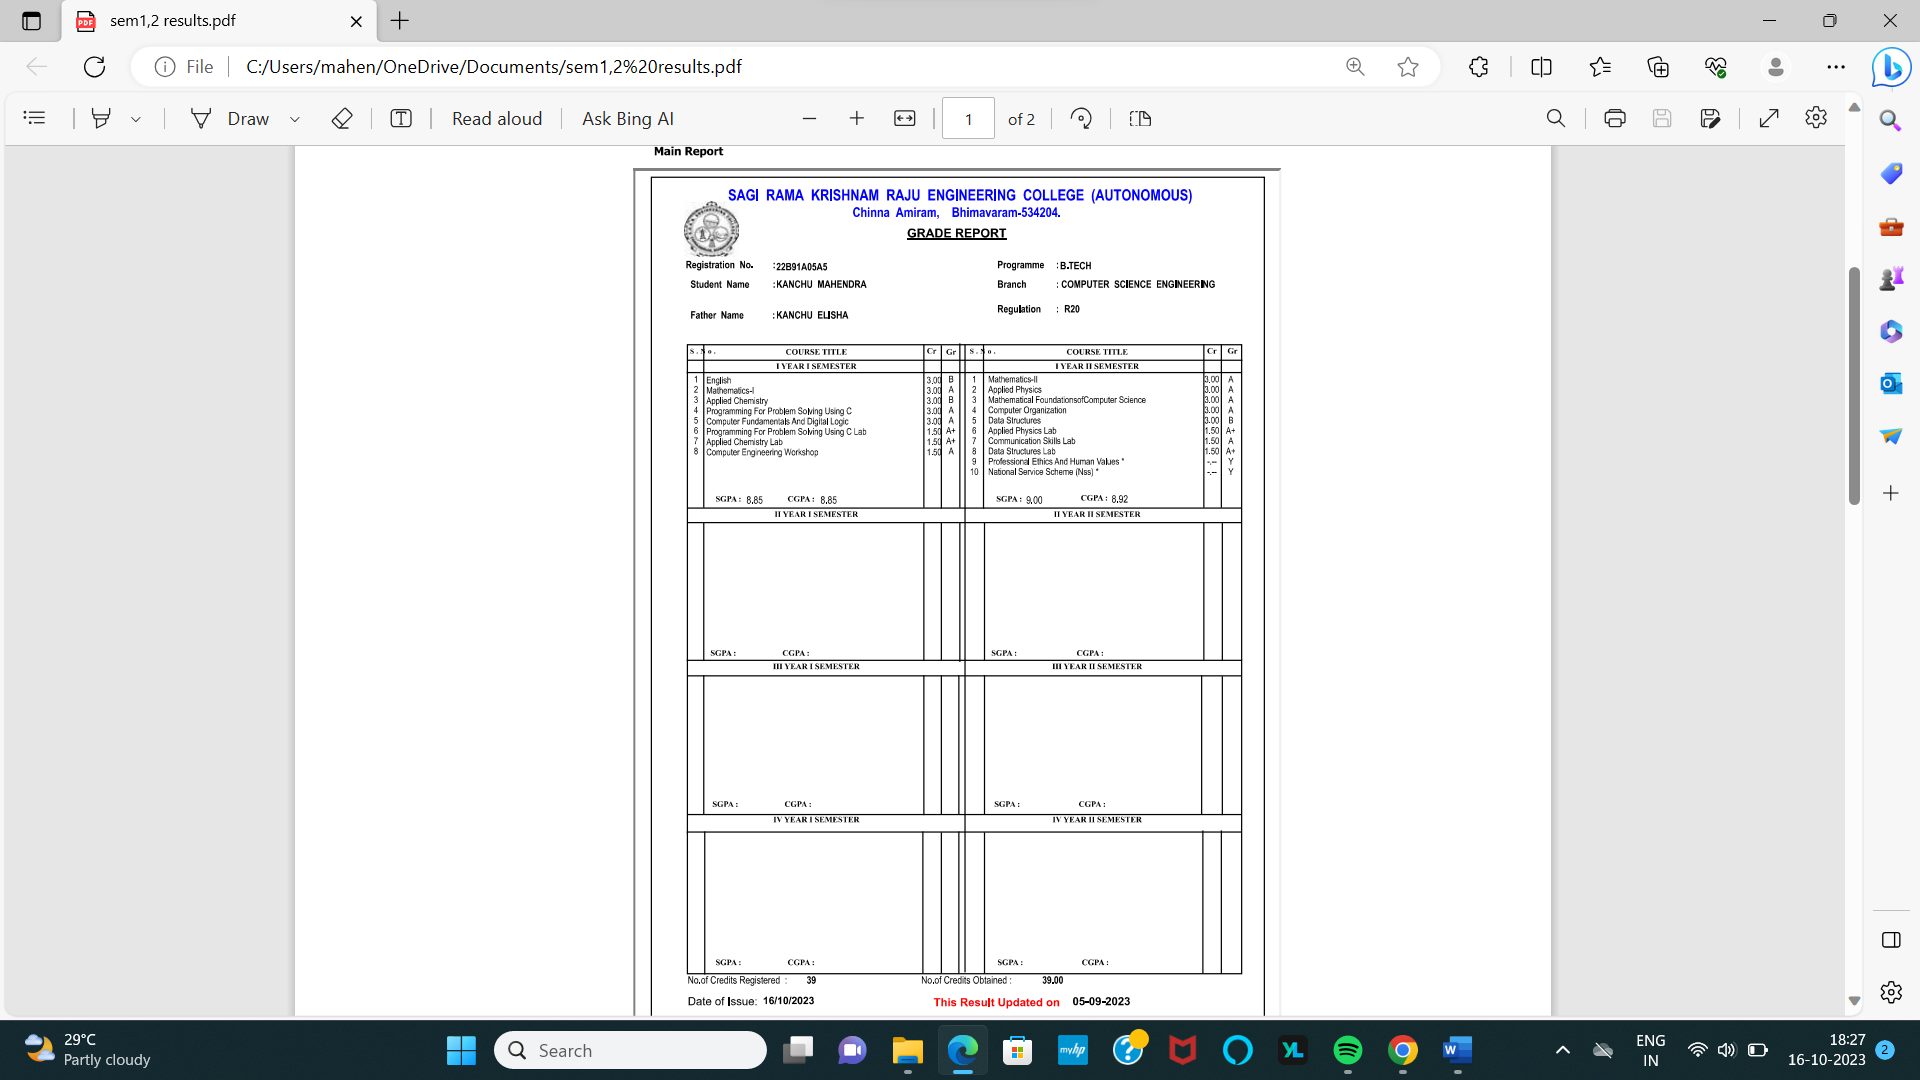 sem1,2 results.pdf
File
C:/Users/mahen/OneDrive/Documents/sem1,2%20results.pdf
Draw
Read aloud
Ask Bing AI
1
of 2
Main Report
SAGI RAMA KRISHNAM RAJU ENGINEERING COLLEGE (AUTONOMOUS)
Chinna Amiram, Bhimavaram-534204.
GRADE REPORT
Registration No. :22B91A05A5 Programme :B.TECH
Student Name :KANCHU MAHENDRA Branch : COMPUTER SCIENCE ENGINEERING
Father Name :KANCHU ELISHA Regulation : R20
S.No. COURSE TITLE Cr Gr S.No. COURSE TITLE Cr Gr
I YEAR I SEMESTER I YEAR II SEMESTER
1 English 3.00 B 1 Mathematics-II 3.00 A
2 Mathematics-I 3.00 A 2 Applied Physics 3.00 A
3 Applied Chemistry 3.00 B 3 Mathematical FoundationsofComputer Science 3.00 A
4 Programming For Problem Solving Using C 3.00 A 4 Computer Organization 3.00 A
5 Computer Fundamentals And Digital Logic 3.00 A 5 Data Structures 3.00 B
6 Programming For Problem Solving Using C Lab 1.50 A+ 6 Applied Physics Lab 1.50 A+
7 Applied Chemistry Lab 1.50 A+ 7 Communication Skills Lab 1.50 A
8 Computer Engineering Workshop 1.50 A 8 Data Structures Lab 1.50 A+
9 Professional Ethics And Human Values * -.-- Y
10 National Service Scheme (Nss) * -.-- Y
SGPA : 8.85 CGPA : 8.85 SGPA : 9.00 CGPA : 8.92
II YEAR I SEMESTER II YEAR II SEMESTER
SGPA : CGPA : SGPA : CGPA :
III YEAR I SEMESTER III YEAR II SEMESTER
SGPA : CGPA : SGPA : CGPA :
IV YEAR I SEMESTER IV YEAR II SEMESTER
SGPA : CGPA : SGPA : CGPA :
No.of Credits Registered : 39 No.of Credits Obtained : 39.00
Date of Issue: 16/10/2023 This Result Updated on 05-09-2023
29°C
Partly cloudy
Search
myhp
YL
ENG
IN
18:27
16-10-2023
2